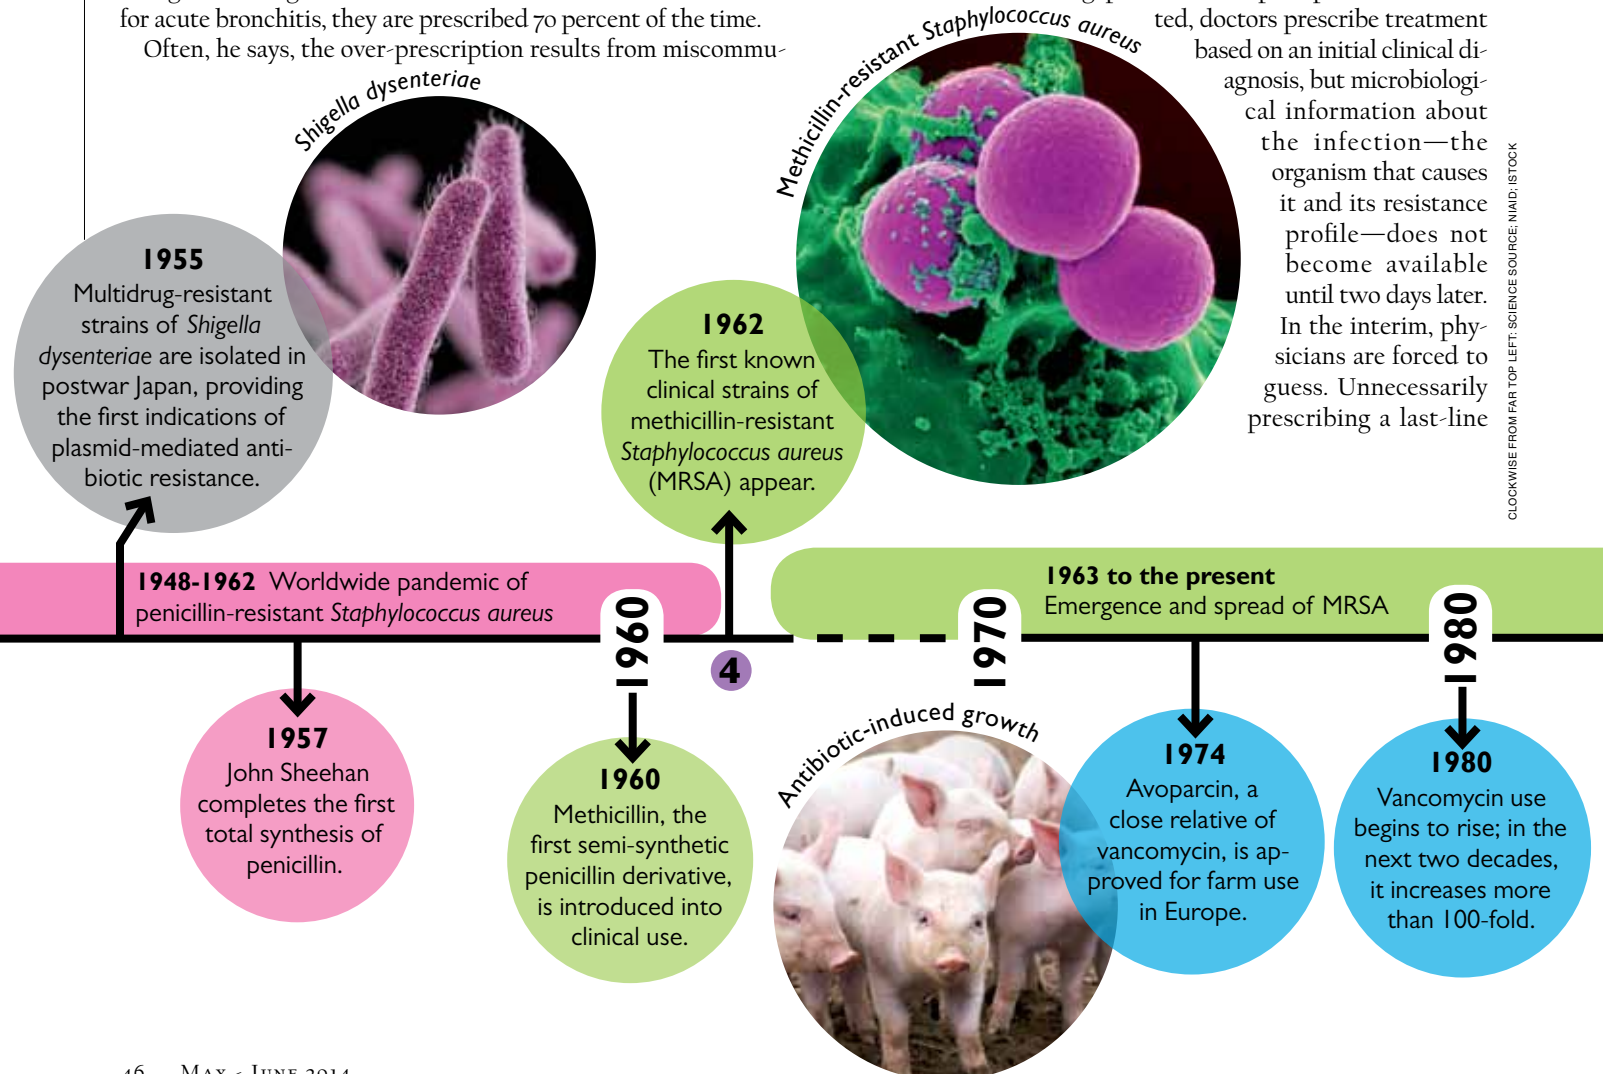 for acute bronchitis, they are prescribed 70 percent of the time.
Often, he says, the over-prescription results from miscommu-
ted, doctors prescribe treatment
based on an initial clinical di-
agnosis, but microbiologi-
cal information about
the infection—the
organism that causes
it and its resistance
profile—does not
become available
until two days later.
In the interim, phy-
sicians are forced to
guess. Unnecessarily
prescribing a last-line
CLOCKWISE FROM FAR TOP LEFT: SCIENCE SOURCE; NIAID; ISTOCK
Shigella dysenteriae
Methicillin-resistant Staphylococcus aureus
1955
Multidrug-resistant
strains of Shigella
dysenteriae are isolated in
postwar Japan, providing
the first indications of
plasmid-mediated anti-
biotic resistance.
1962
The first known
clinical strains of
methicillin-resistant
Staphylococcus aureus
(MRSA) appear.
1948-1962 Worldwide pandemic of
penicillin-resistant Staphylococcus aureus
1963 to the present
Emergence and spread of MRSA
1960
4
1970
1980
1957
John Sheehan
completes the first
total synthesis of
penicillin.
1960
Methicillin, the
first semi-synthetic
penicillin derivative,
is introduced into
clinical use.
Antibiotic-induced growth
1974
Avoparcin, a
close relative of
vancomycin, is ap-
proved for farm use
in Europe.
1980
Vancomycin use
begins to rise; in the
next two decades,
it increases more
than 100-fold.
46 May - June 2014